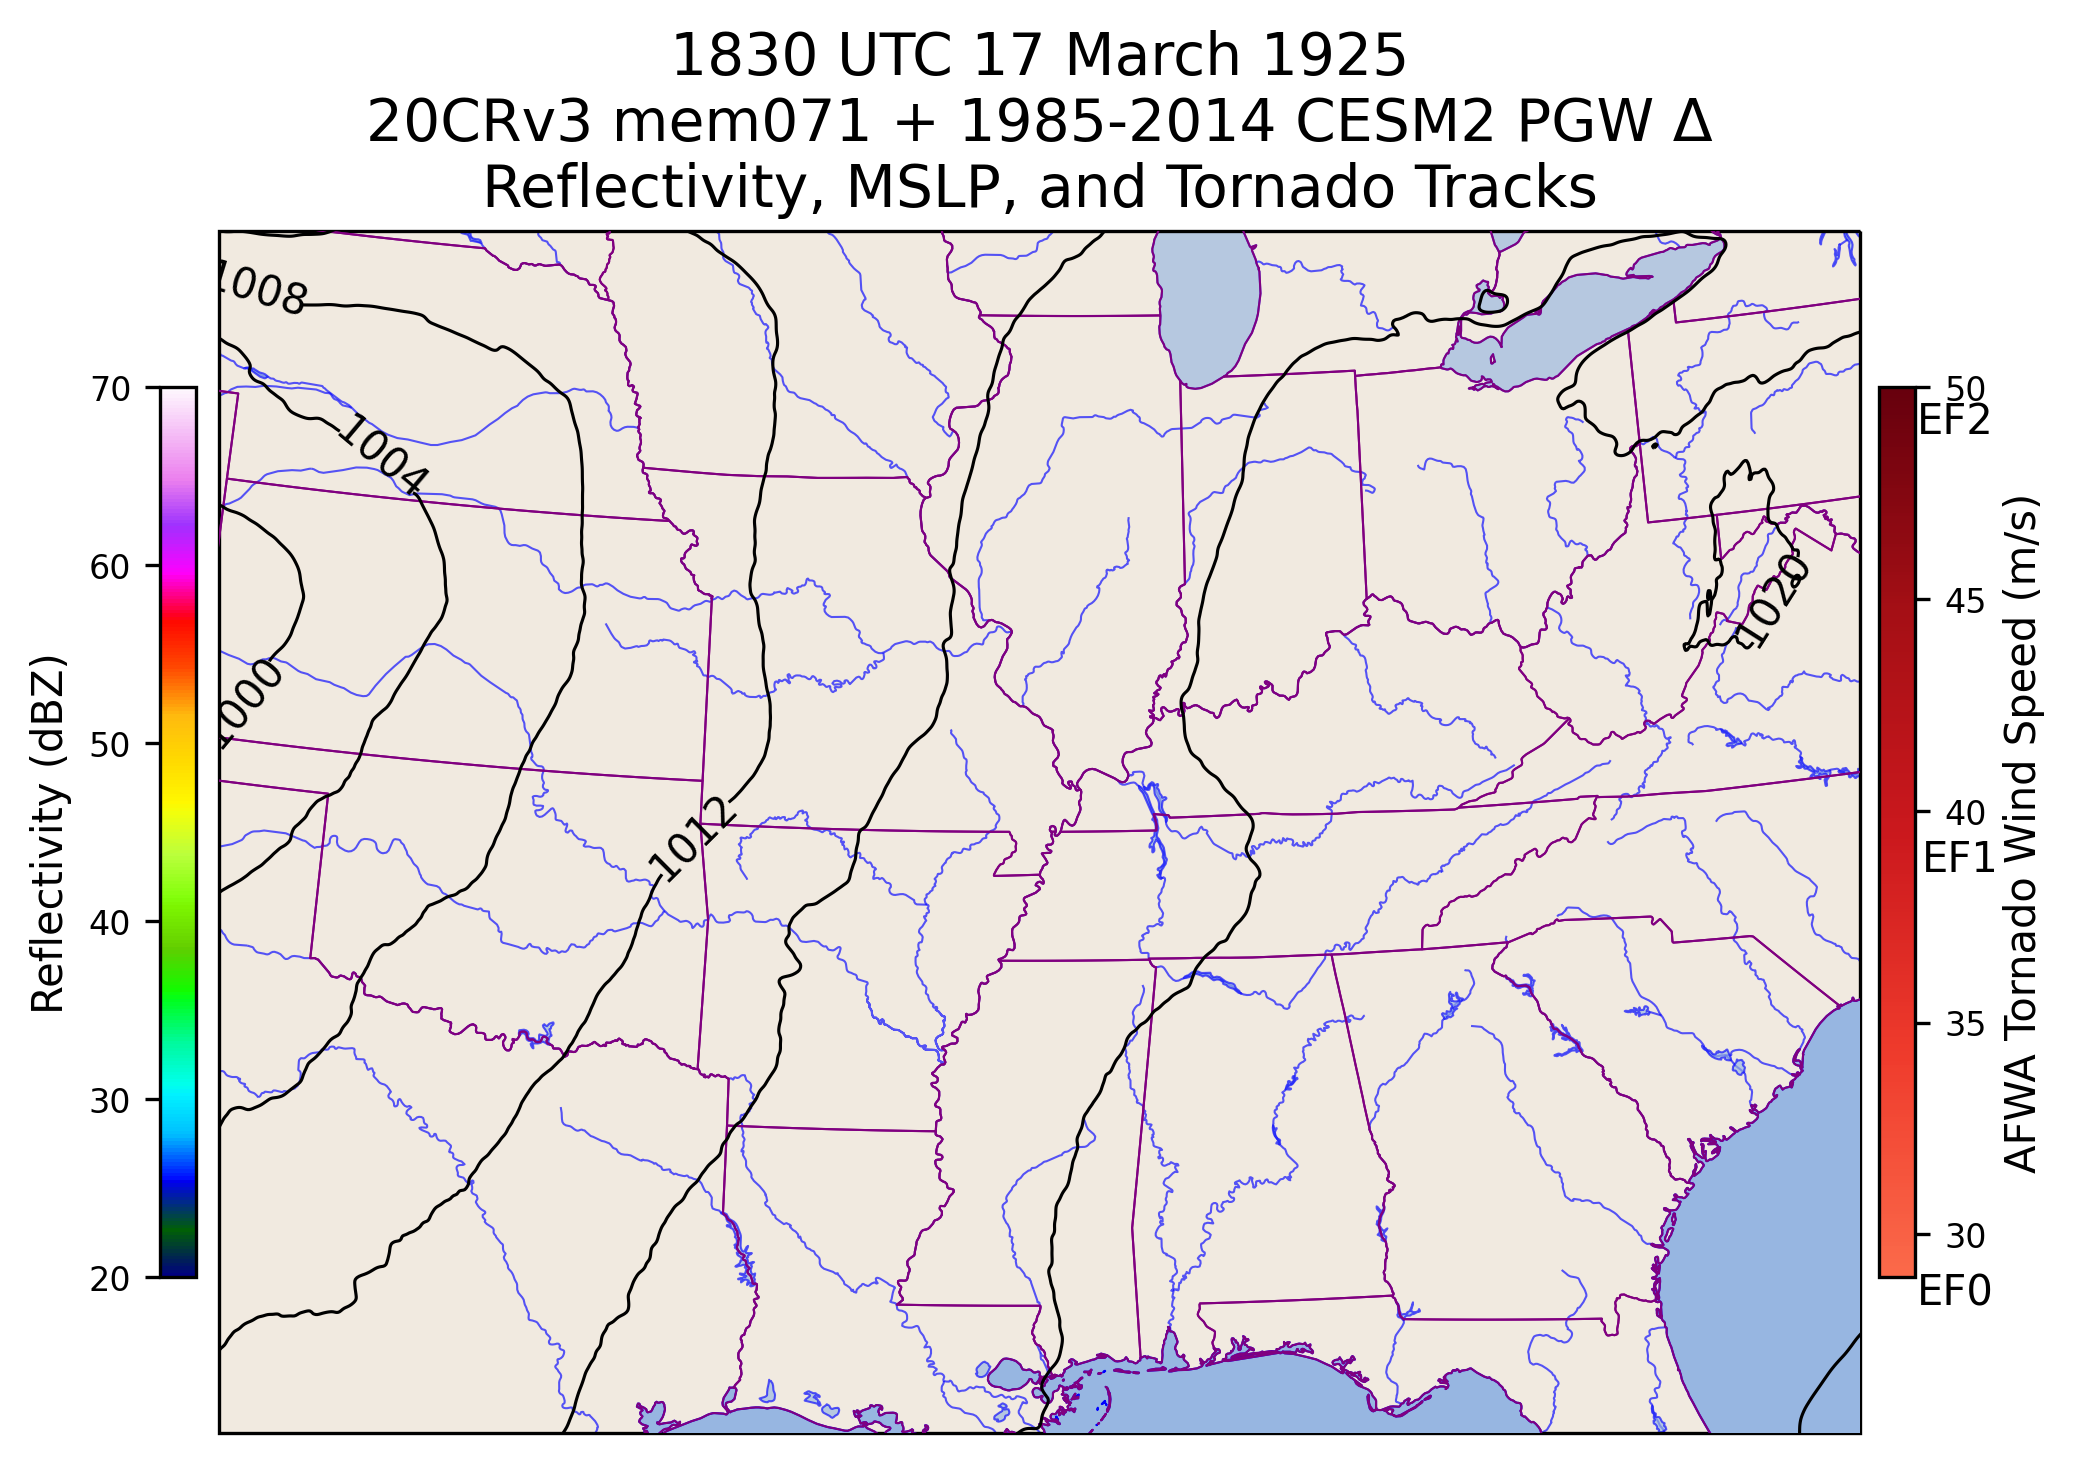 1830 UTC 17 March 1925
20CRv3 mem071 + 1985-2014 CESM2 PGW Δ
Reflectivity, MSLP, and Tornado Tracks
1008
1004
1000
1012
1020
70
60
50
40
30
20
Reflectivity (dBZ)
50
EF2
45
40
EF1
35
30
EF0
AFWA Tornado Wind Speed (m/s)